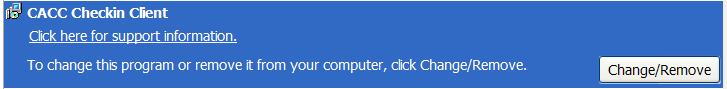 CACC Checkin Client
Click here for support information.
To change this program or remove it from your computer, click Change/Remove.
Change/Remove